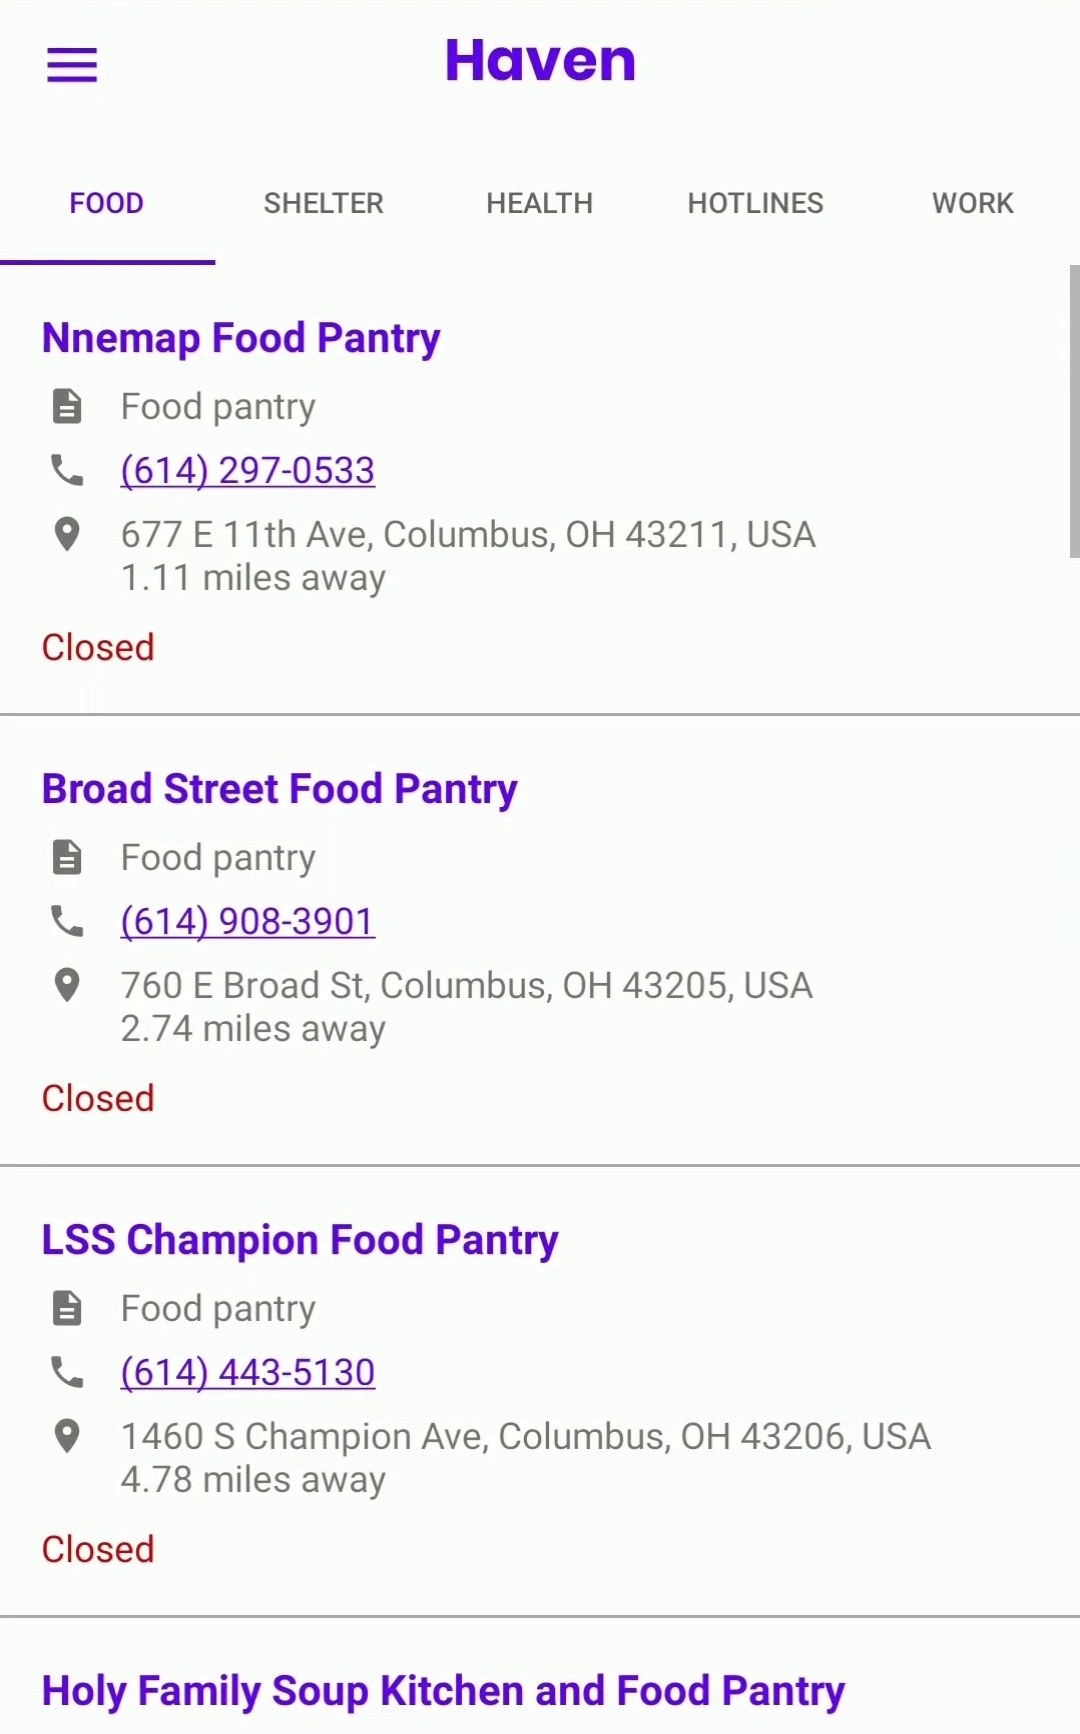 Haven
FOOD SHELTER HEALTH HOTLINES WORK
Nnemap Food Pantry
Food pantry
(614) 297-0533
677 E 11th Ave, Columbus, OH 43211, USA
1.11 miles away
Closed
Broad Street Food Pantry
Food pantry
(614) 908-3901
760 E Broad St, Columbus, OH 43205, USA
2.74 miles away
Closed
LSS Champion Food Pantry
Food pantry
(614) 443-5130
1460 S Champion Ave, Columbus, OH 43206, USA
4.78 miles away
Closed
Holy Family Soup Kitchen and Food Pantry